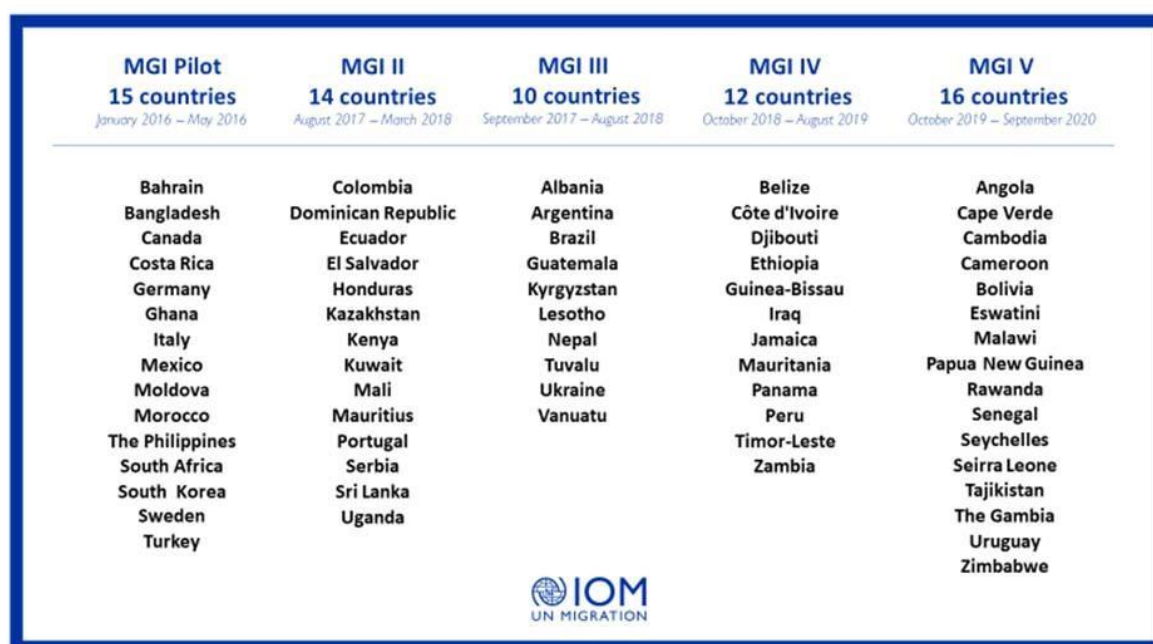 MGI Pilot
15 countries
January 2016 – May 2016
Bahrain
Bangladesh
Canada
Costa Rica
Germany
Ghana
Italy
Mexico
Moldova
Morocco
The Philippines
South Africa
South Korea
Sweden
Turkey
MGI II
14 countries
August 2017 – March 2018
Colombia
Dominican Republic
Ecuador
El Salvador
Honduras
Kazakhstan
Kenya
Kuwait
Mali
Mauritius
Portugal
Serbia
Sri Lanka
Uganda
MGI III
10 countries
September 2017 – August 2018
Albania
Argentina
Brazil
Guatemala
Kyrgyzstan
Lesotho
Nepal
Tuvalu
Ukraine
Vanuatu
MGI IV
12 countries
October 2018 – August 2019
Belize
Côte d'Ivoire
Djibouti
Ethiopia
Guinea-Bissau
Iraq
Jamaica
Mauritania
Panama
Peru
Timor-Leste
Zambia
MGI V
16 countries
October 2019 – September 2020
Angola
Cape Verde
Cambodia
Cameroon
Bolivia
Eswatini
Malawi
Papua New Guinea
Rawanda
Senegal
Seychelles
Seirra Leone
Tajikistan
The Gambia
Uruguay
Zimbabwe
IOM
UN MIGRATION